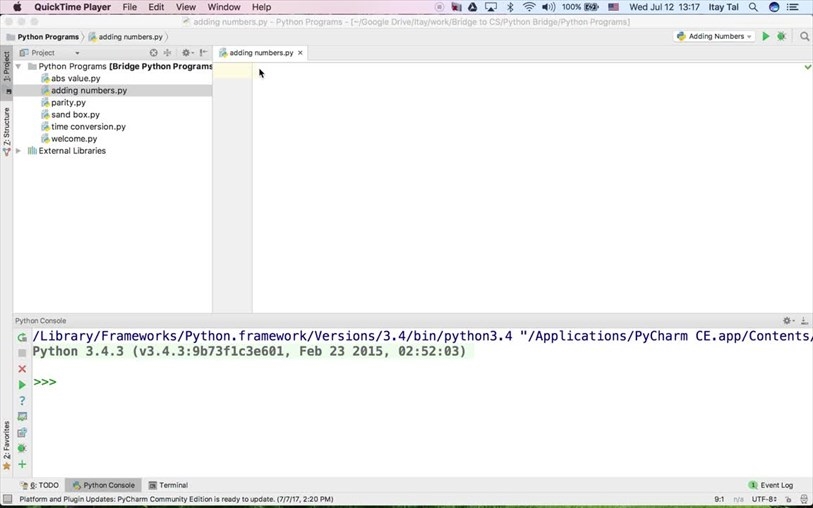 QuickTime Player File Edit View Window Help 100% Wed Jul 12 13:17 Itay Tal
adding numbers.py - Python Programs - [~/Google Drive/Itay/work/Bridge to CS/Python Bridge/Python Programs]
Python Programs adding numbers.py Adding Numbers
Project adding numbers.py
1: Project
Python Programs [Bridge Python Programs
abs value.py
adding numbers.py
parity.py
sand box.py
time conversion.py
welcome.py
External Libraries
7: Structure
Python Console
/Library/Frameworks/Python.framework/Versions/3.4/bin/python3.4 "/Applications/PyCharm CE.app/Contents/
Python 3.4.3 (v3.4.3:9b73f1c3e601, Feb 23 2015, 02:52:03)
>>>
2: Favorites
6: TODO Python Console Terminal 1 Event Log
Platform and Plugin Updates: PyCharm Community Edition is ready to update. (7/7/17, 2:20 PM) 9:1 n/a UTF-8